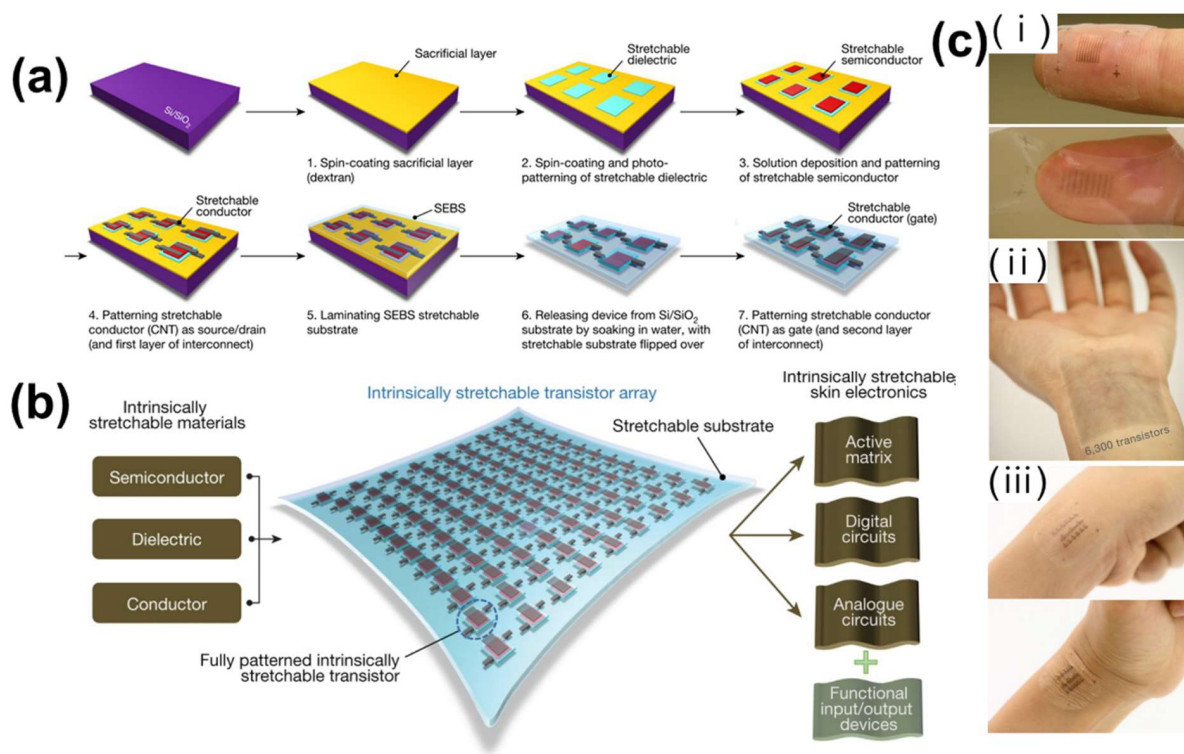 (a)
Si/SiO2
Sacrificial layer
1. Spin-coating sacrificial layer
(dextran)
Stretchable
dielectric
2. Spin-coating and photo-
patterning of stretchable dielectric
Stretchable
semiconductor
3. Solution deposition and patterning
of stretchable semiconductor
Stretchable
conductor
4. Patterning stretchable
conductor (CNT) as source/drain
(and first layer of interconnect)
SEBS
5. Laminating SEBS stretchable
substrate
6. Releasing device from Si/SiO2
substrate by soaking in water, with
stretchable substrate flipped over
Stretchable
conductor (gate)
7. Patterning stretchable conductor
(CNT) as gate (and second layer
of interconnect)
(b)
Intrinsically
stretchable materials
Semiconductor
Dielectric
Conductor
Intrinsically stretchable transistor array
Stretchable substrate
Fully patterned intrinsically
stretchable transistor
Intrinsically stretchable
skin electronics
Active
matrix
Digital
circuits
Analogue
circuits
+
Functional
input/output
devices
(c)
(i)
(ii)
6,300 transistors
(iii)